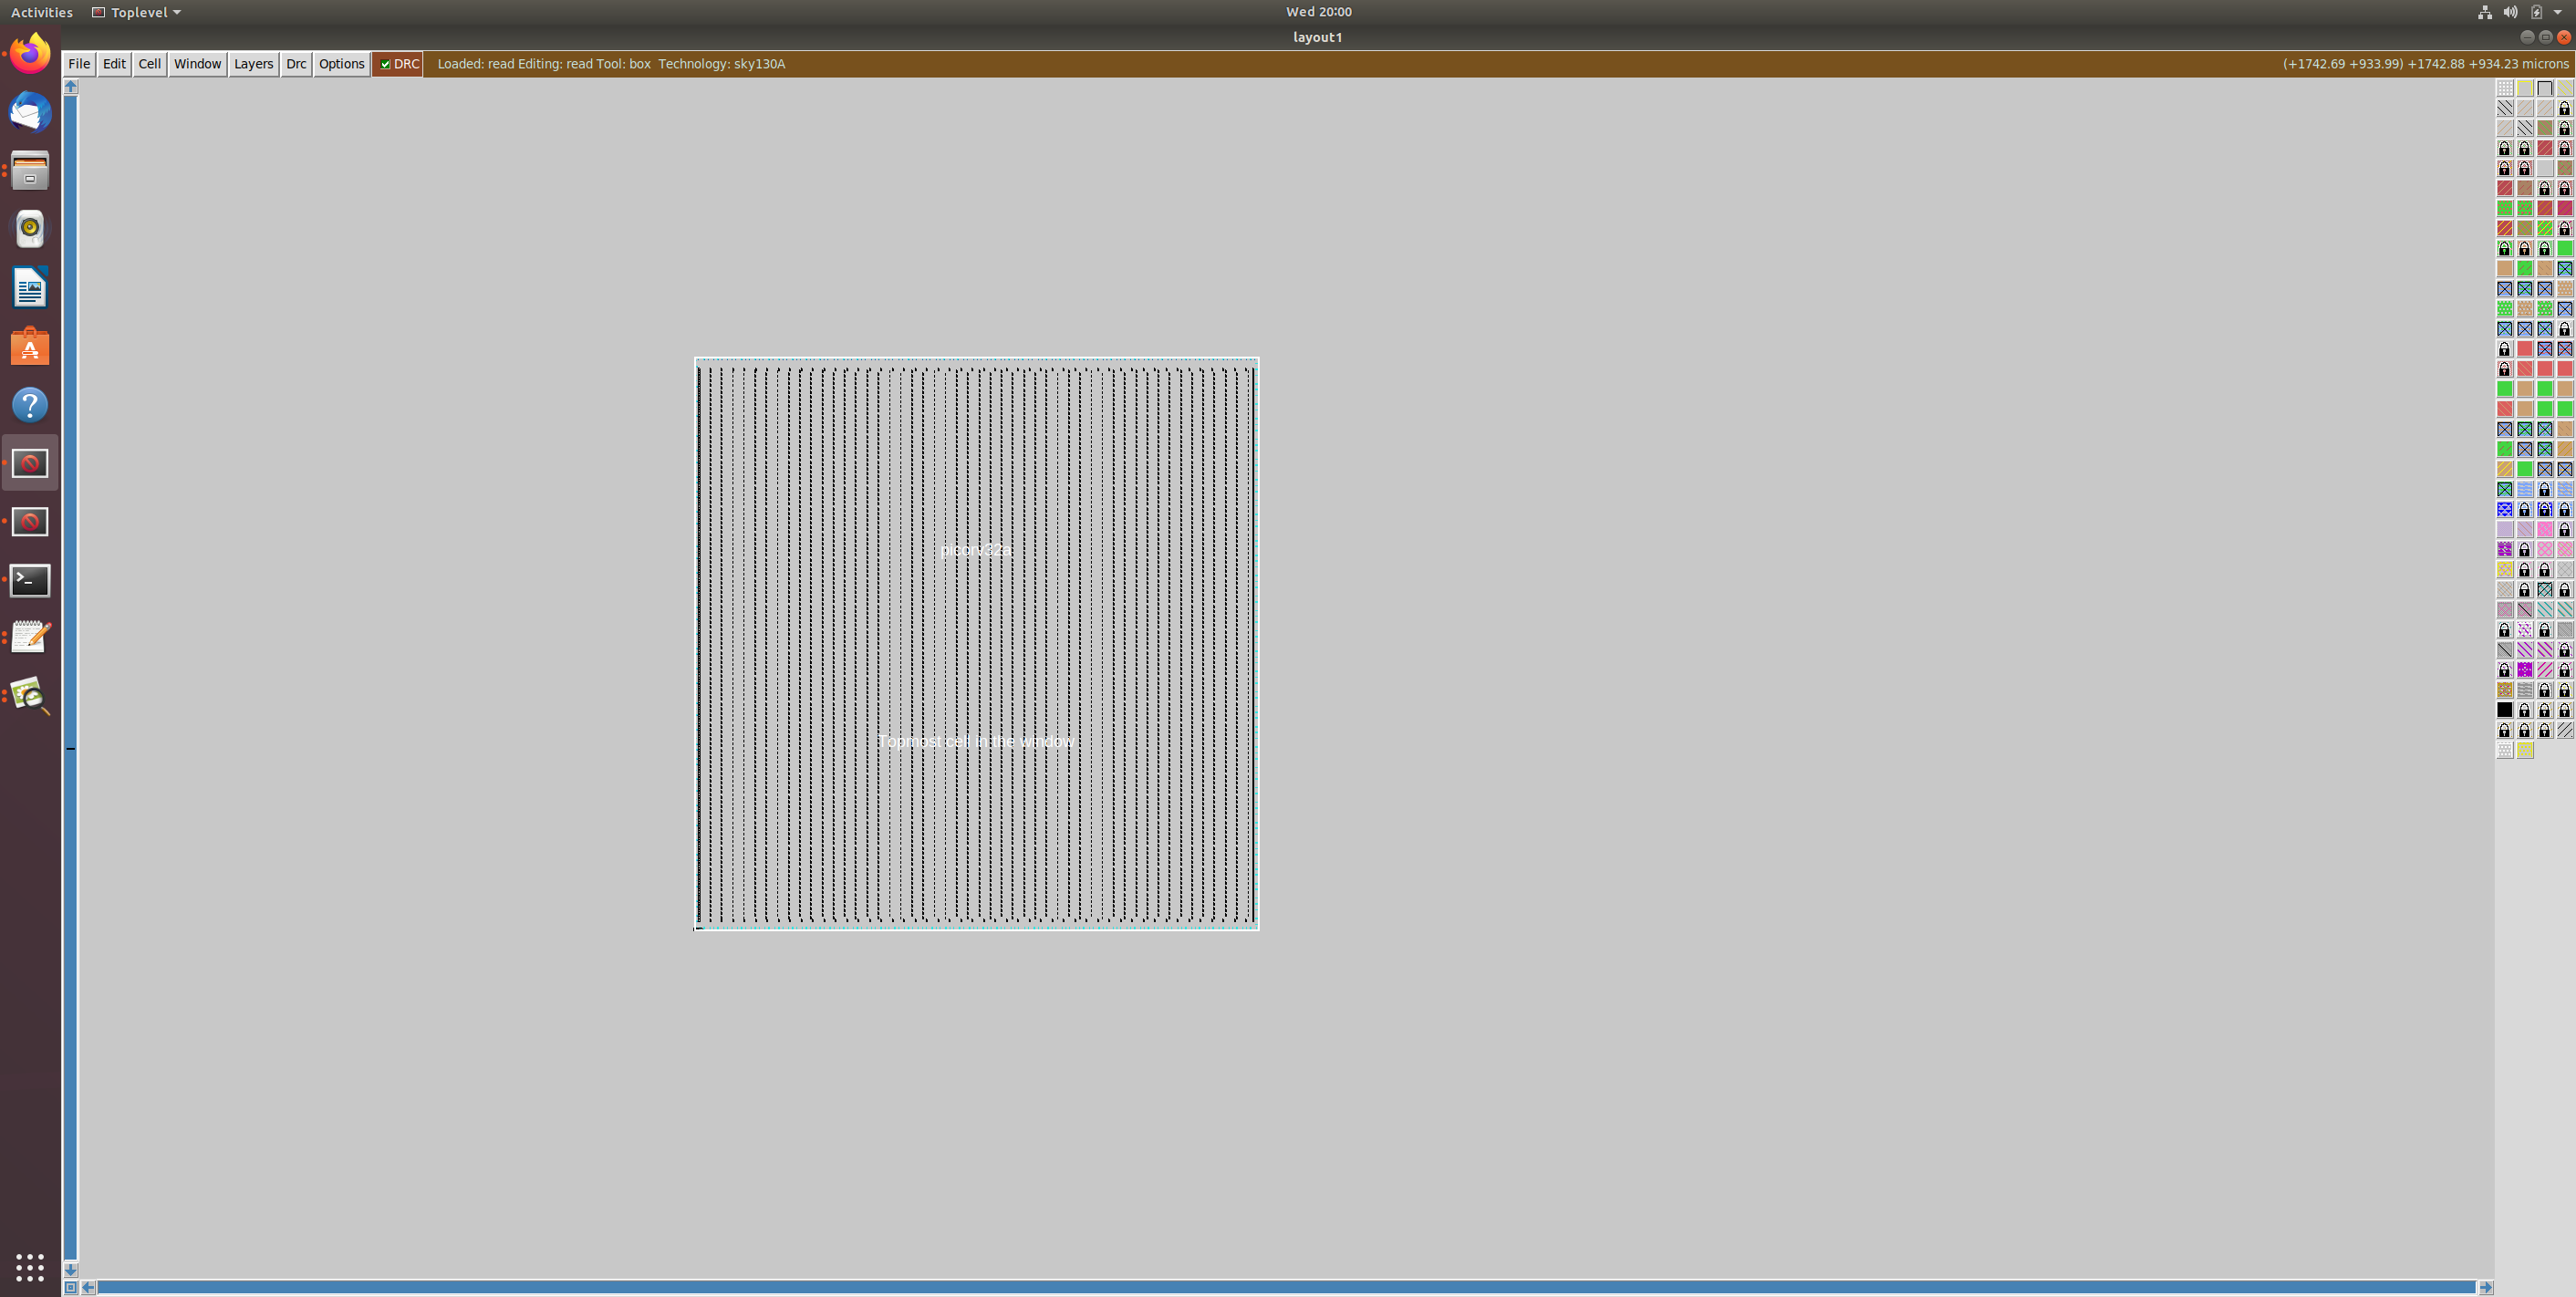 Activities Toplevel Wed 20:00
layout1
File Edit Cell Window Layers Drc Options DRC Loaded: read Editing: read Tool: box Technology: sky130A (+1742.69 +933.99) +1742.88 +934.23 microns
picorv32a
Topmost cell in the window